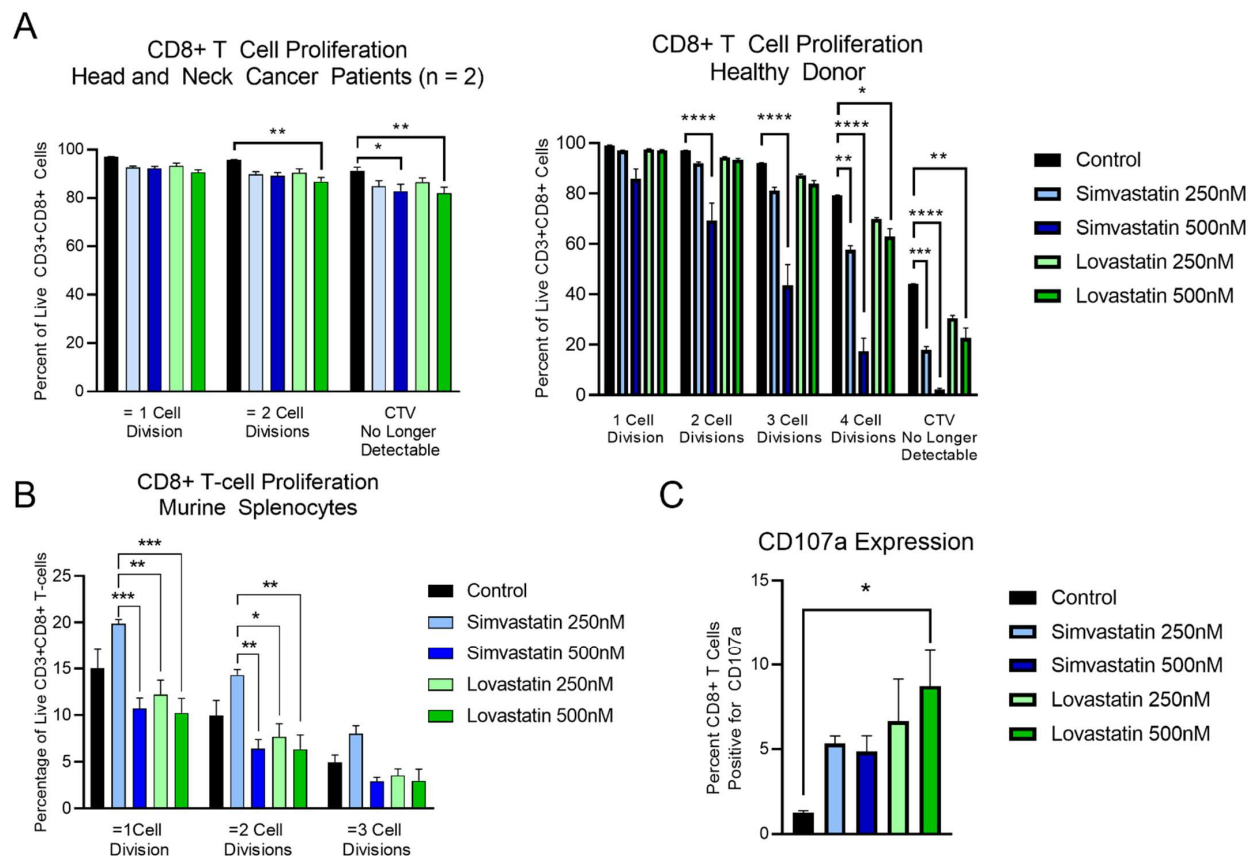 A
CD8+ T Cell Proliferation
Head and Neck Cancer Patients (n = 2)
Percent of Live CD3+CD8+ Cells
100
80
60
40
20
0
**
*
**
= 1 Cell
Division
= 2 Cell
Divisions
CTV
No Longer
Detectable
CD8+ T Cell Proliferation
Healthy Donor
Percent of Live CD3+CD8+ Cells
100
80
60
40
20
0
****
****
*
****
**
**
****
***
1 Cell
Division
2 Cell
Divisions
3 Cell
Divisions
4 Cell
Divisions
CTV
No Longer
Detectable
Control
Simvastatin 250nM
Simvastatin 500nM
Lovastatin 250nM
Lovastatin 500nM
B
CD8+ T-cell Proliferation
Murine Splenocytes
Percentage of Live CD3+CD8+ T-cells
25
20
15
10
5
0
***
**
***
**
*
**
=1Cell
Division
=2 Cell
Divisions
=3 Cell
Divisions
Control
Simvastatin 250nM
Simvastatin 500nM
Lovastatin 250nM
Lovastatin 500nM
C
CD107a Expression
Percent CD8+ T Cells
Positive for CD107a
15
10
5
0
*
Control
Simvastatin 250nM
Simvastatin 500nM
Lovastatin 250nM
Lovastatin 500nM